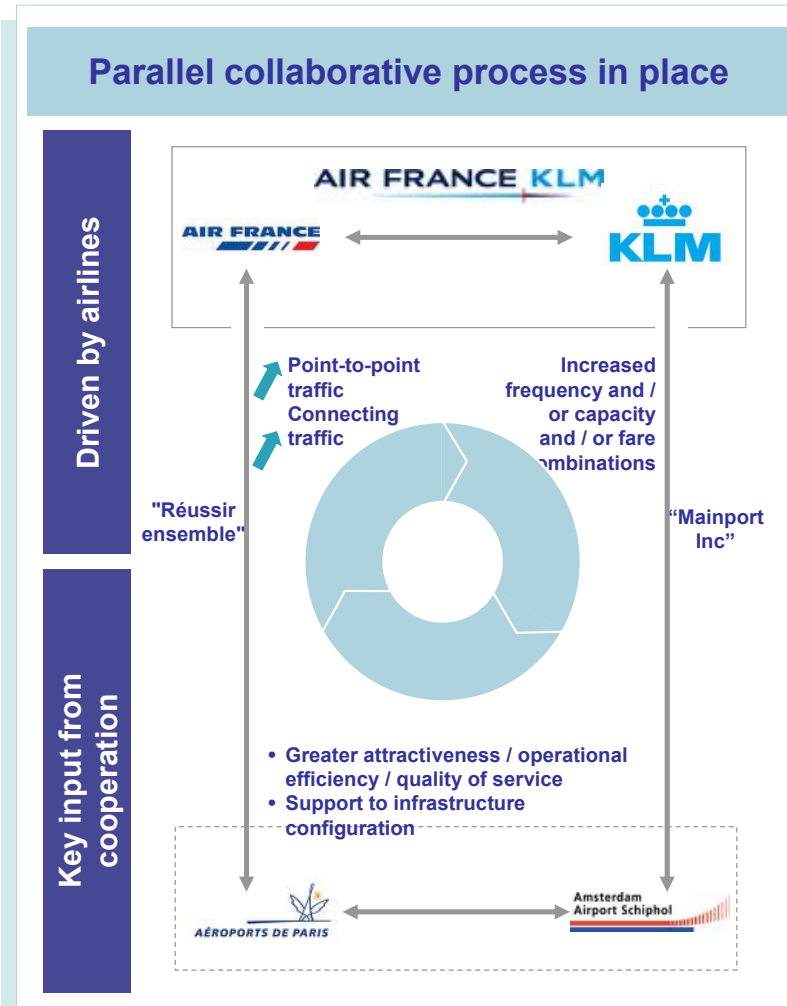 Parallel collaborative process in place
Driven by airlines
AIR FRANCE KLM
AIR FRANCE
KLM
Point-to-point
traffic
Connecting
traffic
Increased
frequency and /
or capacity
and / or fare
ombinations
"Réussir
ensemble"
“Mainport
Inc”
Key input from
cooperation
• Greater attractiveness / operational
efficiency / quality of service
• Support to infrastructure
configuration
AÉROPORTS DE PARIS
Amsterdam
Airport Schiphol